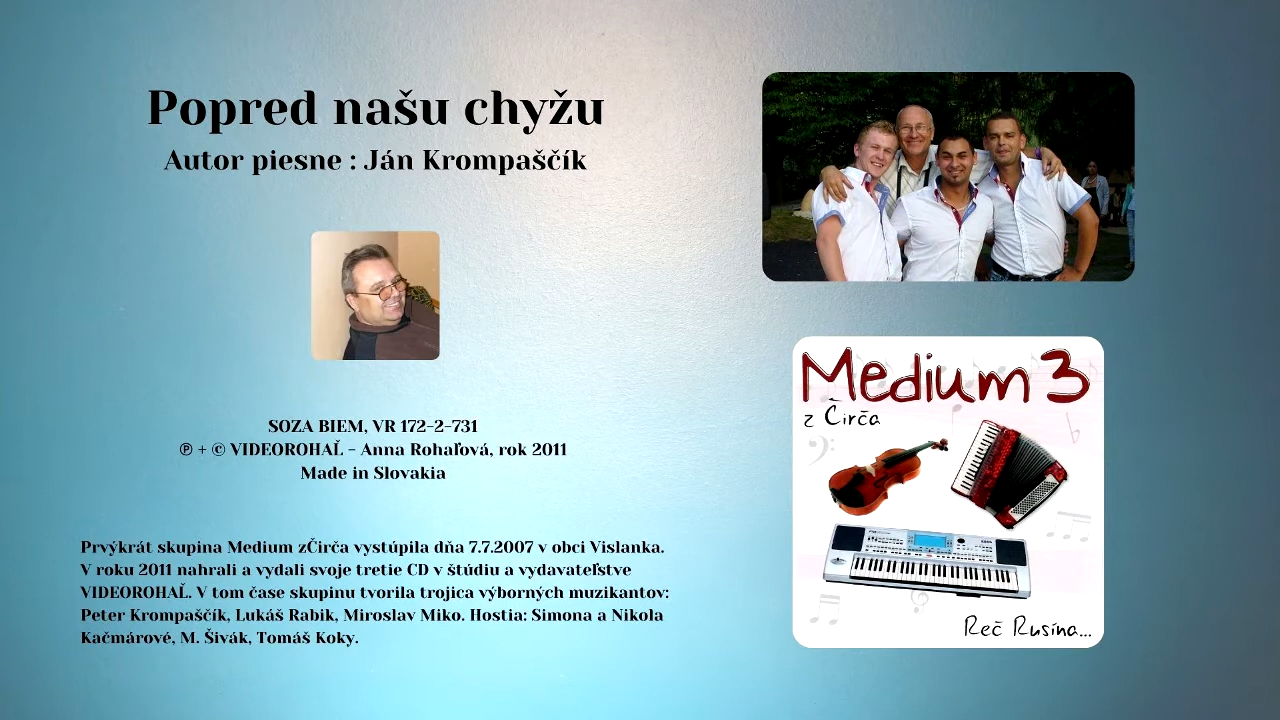 Popred našu chyžu
Autor piesne : Ján Krompaščík
SOZA BIEM, VR 172-2-731
℗ + © VIDEOROHAĽ - Anna Rohaľová, rok 2011
Made in Slovakia
Prvýkrát skupina Medium zČirča vystúpila dňa 7.7.2007 v obci Vislanka.
V roku 2011 nahrali a vydali svoje tretie CD v štúdiu a vydavateľstve
VIDEOROHAĽ. V tom čase skupinu tvorila trojica výborných muzikantov:
Peter Krompaščík, Lukáš Rabik, Miroslav Miko. Hostia: Simona a Nikola
Kačmárové, M. Šivák, Tomáš Koky.
Medium 3
z Čirča
Reč Rusína...